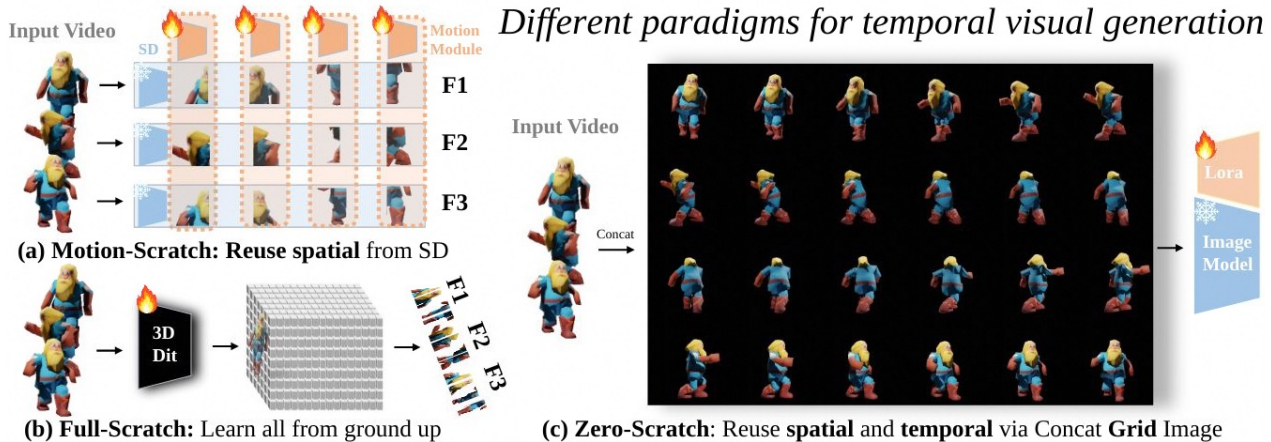 Different paradigms for temporal visual generation
Input Video
SD
Motion
Module
F1
F2
F3
(a) Motion-Scratch: Reuse spatial from SD
3D
Dit
F1
F2
F3
(b) Full-Scratch: Learn all from ground up
Input Video
Concat
Lora
Image
Model
(c) Zero-Scratch: Reuse spatial and temporal via Concat Grid Image